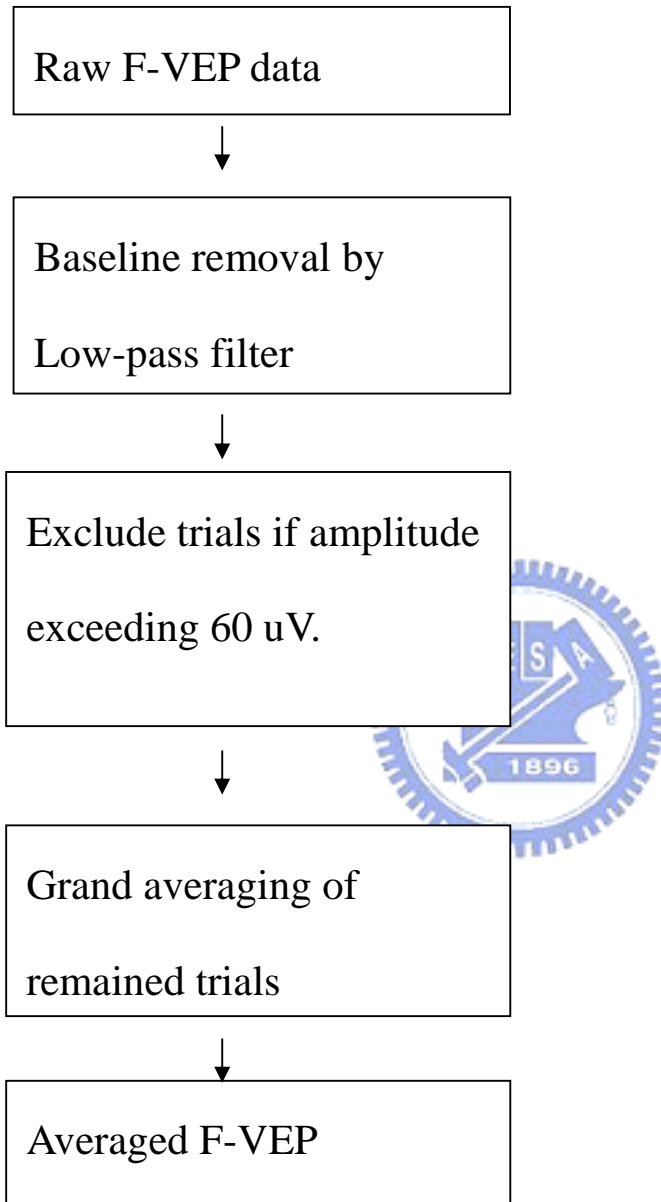 Raw F-VEP data
Baseline removal by
Low-pass filter
Exclude trials if amplitude
exceeding 60 uV.
E S A
1896
Grand averaging of
remained trials
Averaged F-VEP